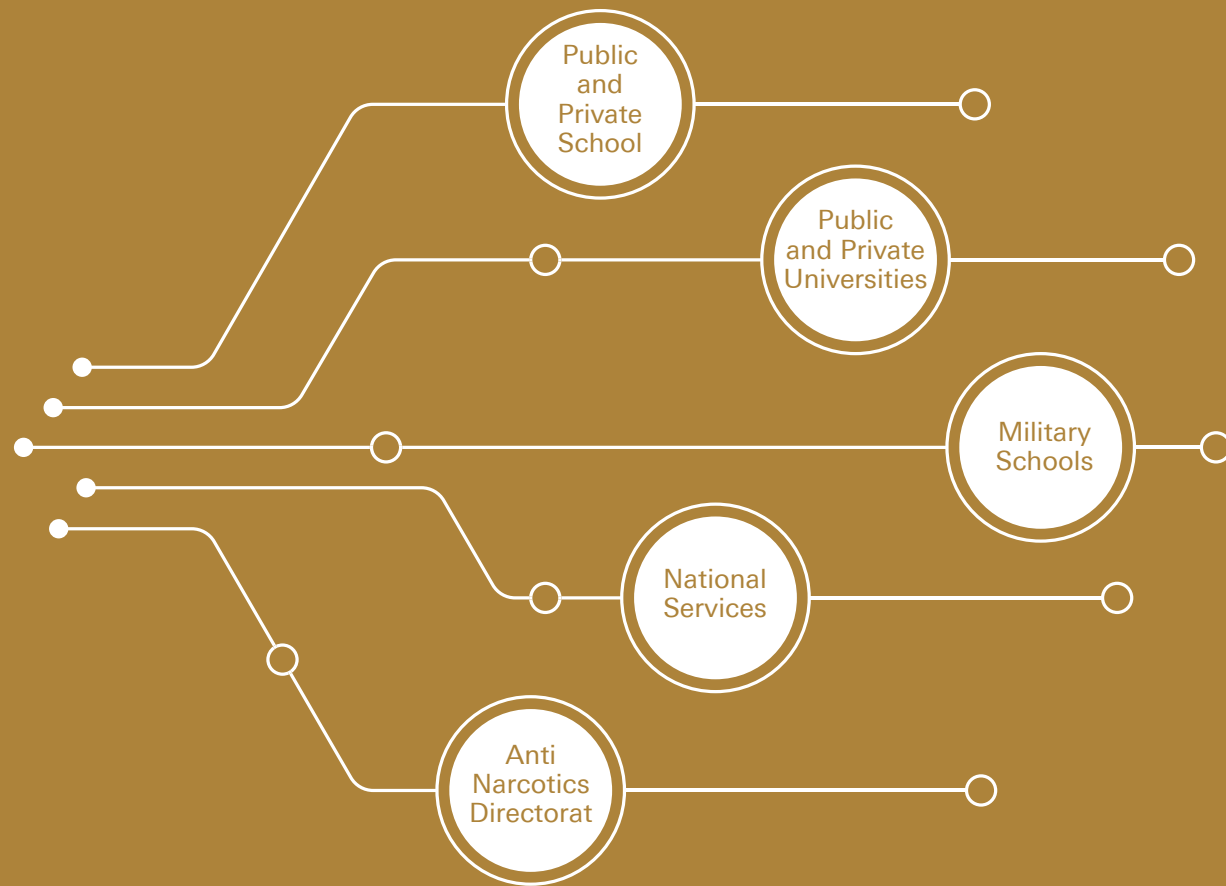 Public
and
Private
School
Public
and Private
Universities
Military
Schools
National
Services
Anti
Narcotics
Directorat